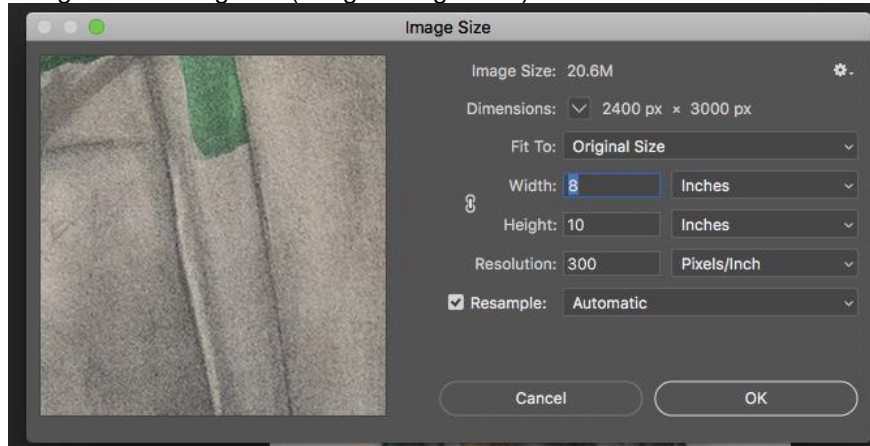 Image Size
Image Size: 20.6M
Dimensions: 2400 px × 3000 px
Fit To: Original Size
Width: 8 Inches
Height: 10 Inches
Resolution: 300 Pixels/Inch
Resample: Automatic
Cancel OK